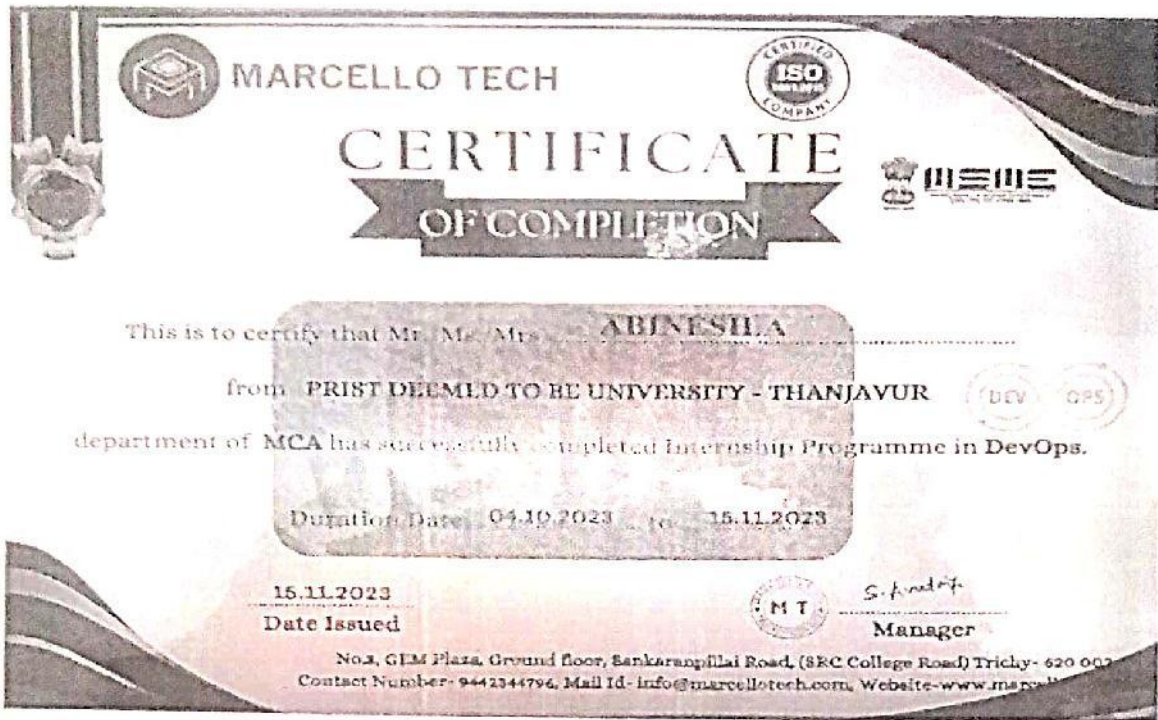 MARCELLO TECH
CERTIFIED
ISO
COMPANY
CERTIFICATE
OF COMPLETION
MSME
This is to certify that Mr. Ms. Mrs ABINESH.A
from PRIST DEEMED TO BE UNIVERSITY - THANJAVUR
DEV OPS
department of MCA has successfully completed Internship Programme in DevOps.
Duration Date 04.10.2023 to 15.11.2023
15.11.2023
Date Issued
M T
Manager
GEM Plaza, Ground floor, Sankaranpillai Road, (SRC College Road) Trichy- 620 002
Contact Number- 9442344796, Mail Id- info@marcellotech.com, Website-www.marcell